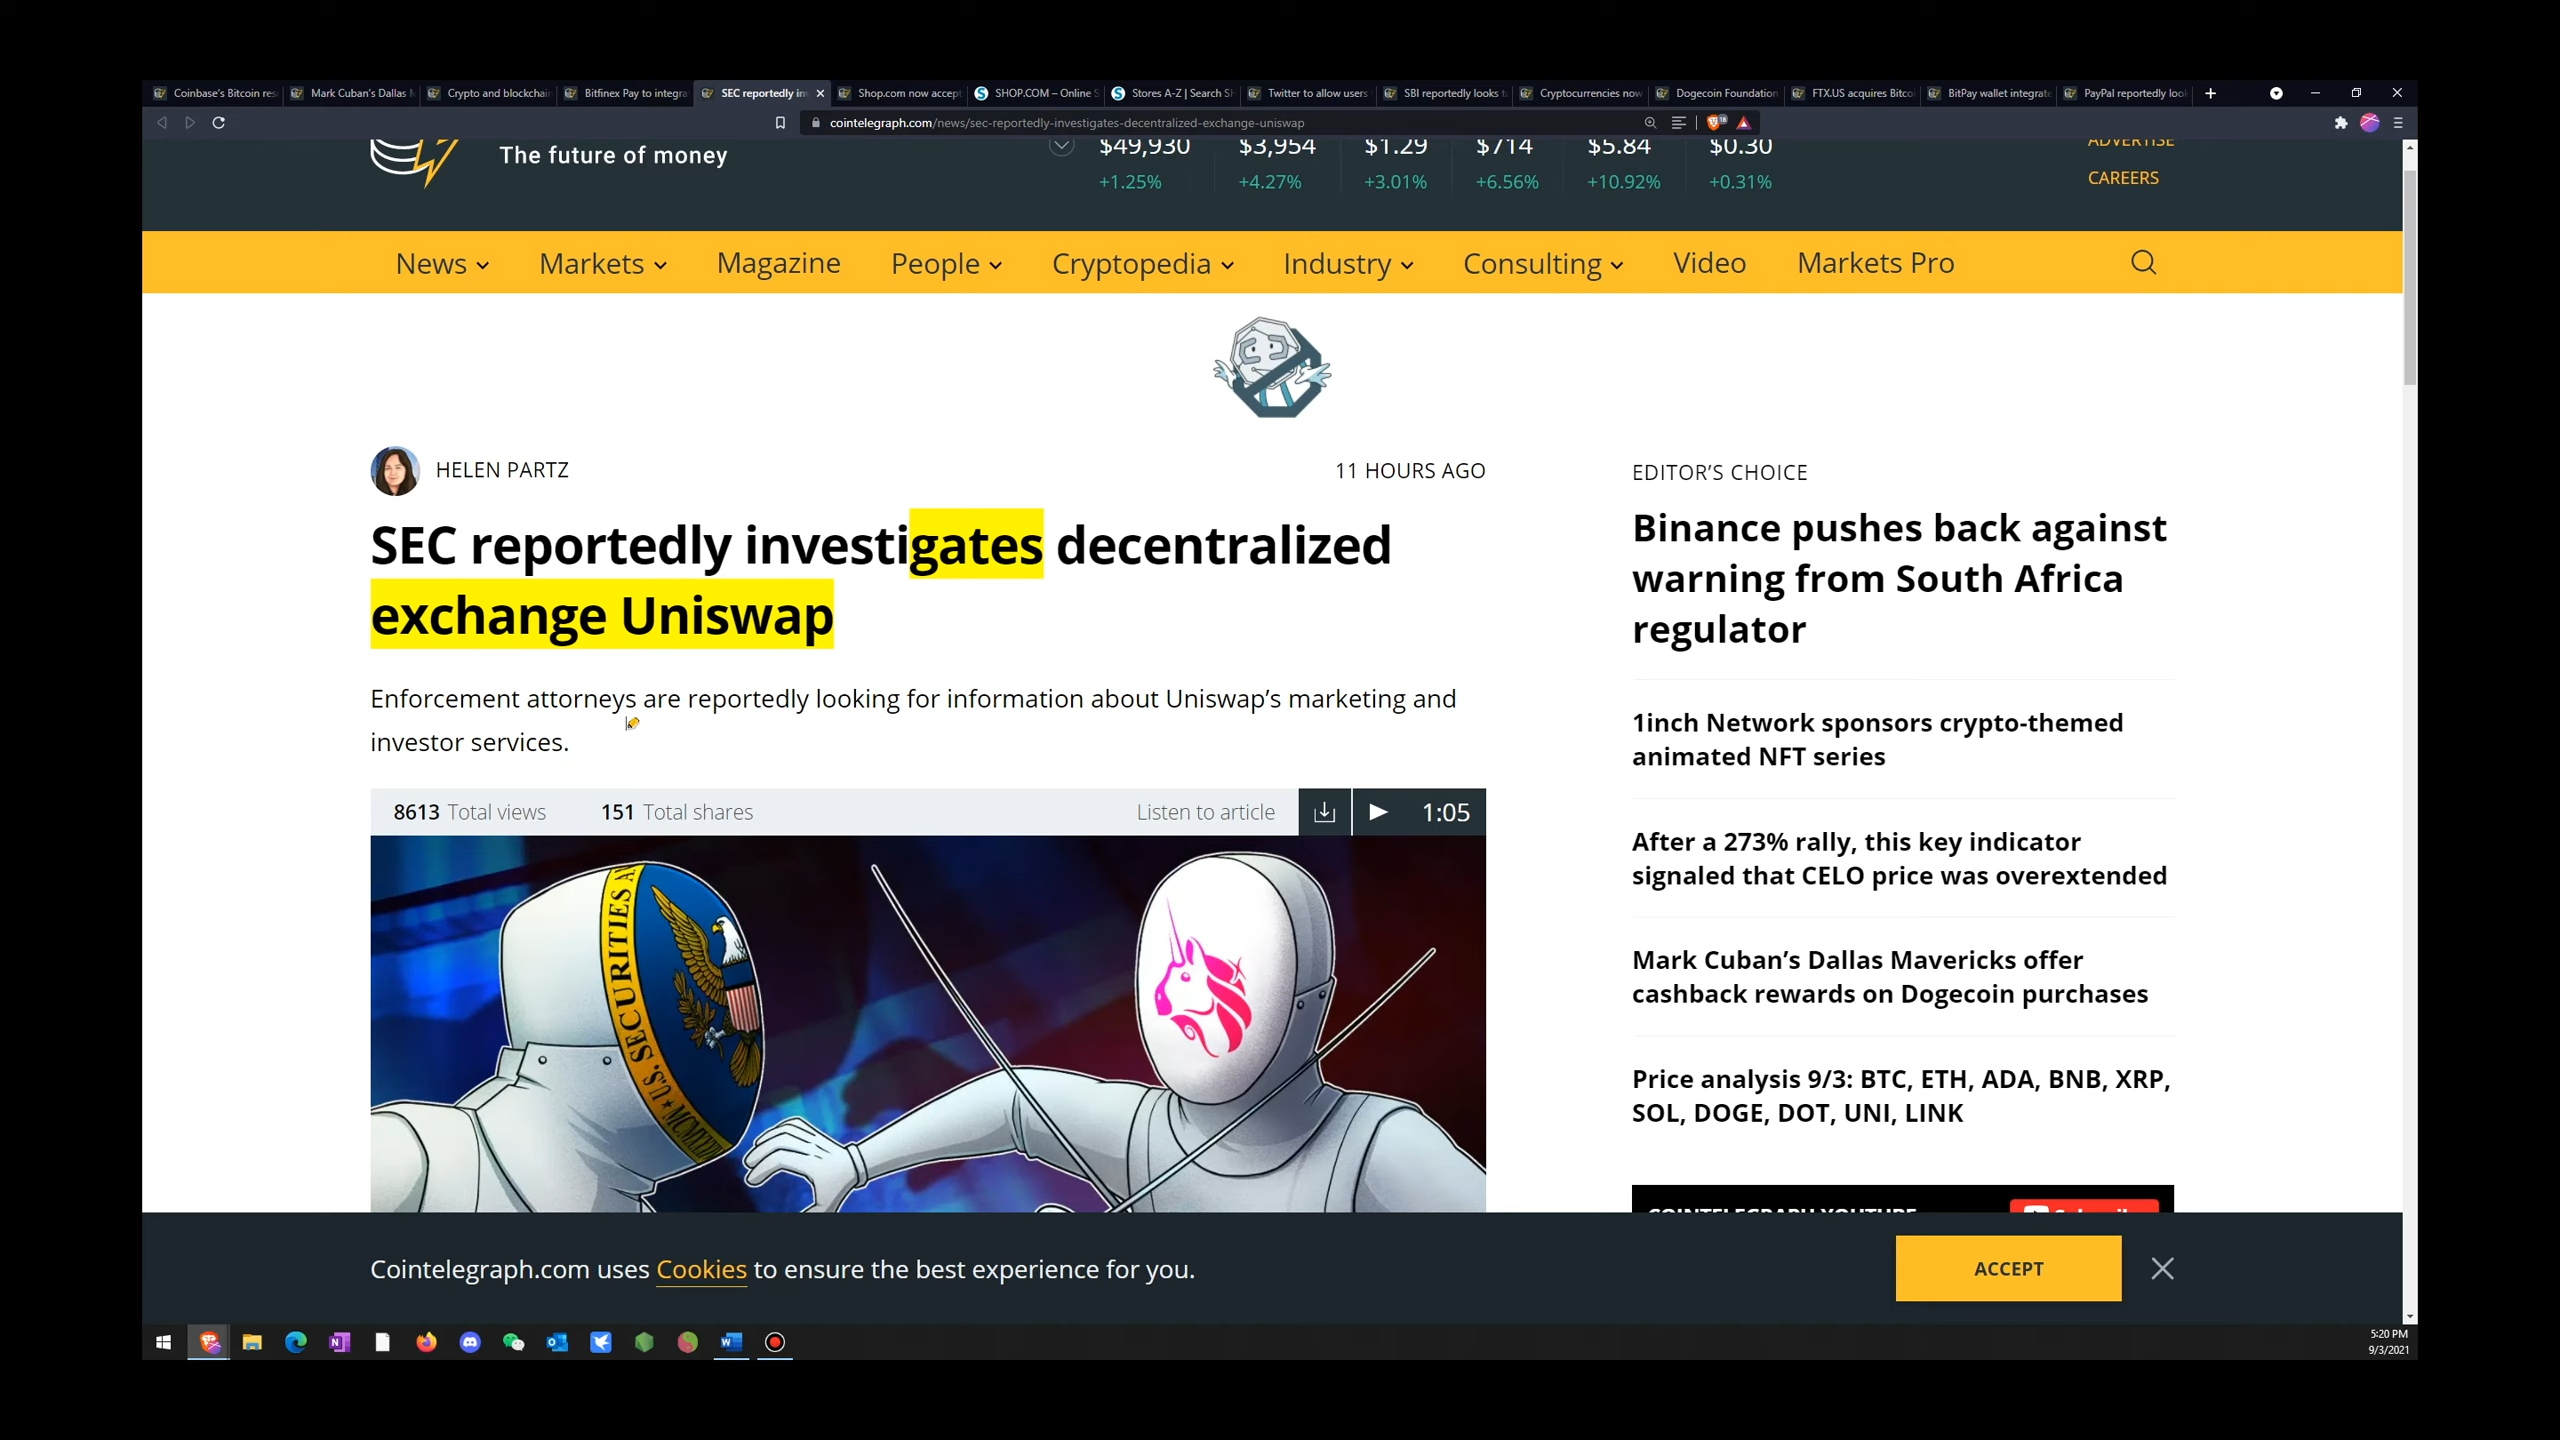 Coinbase's Bitcoin res
Mark Cuban's Dallas M
Crypto and blockchain
Bitfinex Pay to integra
SEC reportedly in
Shop.com now accept
SHOP.COM – Online S
Stores A-Z | Search S
Twitter to allow users
SBI reportedly looks t
Cryptocurrencies now
Dogecoin Foundation
FTX.US acquires Bitco
BitPay wallet integrate
PayPal reportedly look
cointelegraph.com/news/sec-reportedly-investigates-decentralized-exchange-uniswap
18
The future of money
$49,930 $3,954 $1.29 $714 $5.84 $0.30
+1.25% +4.27% +3.01% +6.56% +10.92% +0.31%
ADVERTISE
CAREERS
News Markets Magazine People Cryptopedia Industry Consulting Video Markets Pro
HELEN PARTZ
11 HOURS AGO
SEC reportedly investigates decentralized
exchange Uniswap
Enforcement attorneys are reportedly looking for information about Uniswap's marketing and
investor services.
8613 Total views 151 Total shares Listen to article 1:05
U.S. SECURITIES A
MCM
EDITOR'S CHOICE
Binance pushes back against
warning from South Africa
regulator
1inch Network sponsors crypto-themed
animated NFT series
After a 273% rally, this key indicator
signaled that CELO price was overextended
Mark Cuban's Dallas Mavericks offer
cashback rewards on Dogecoin purchases
Price analysis 9/3: BTC, ETH, ADA, BNB, XRP,
SOL, DOGE, DOT, UNI, LINK
COINTELEGRAPH YOUTUBE
Cointelegraph.com uses Cookies to ensure the best experience for you.
ACCEPT
5:20 PM
9/3/2021